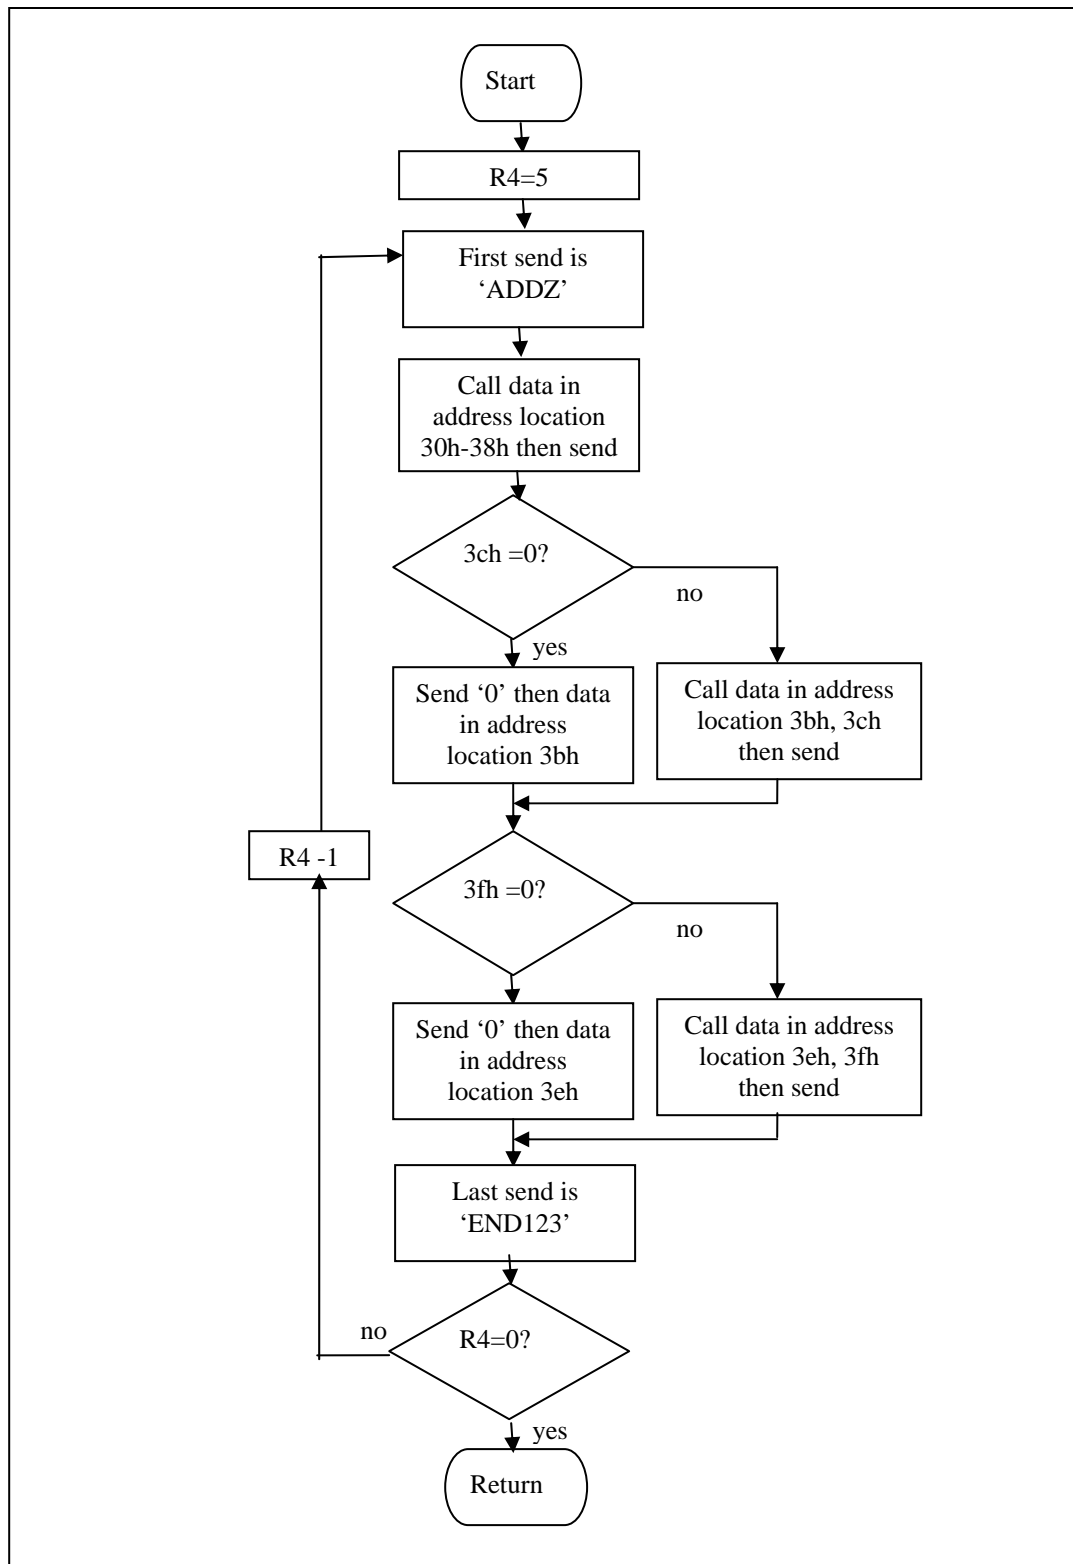 Start
R4=5
First send is
‘ADDZ’
Call data in
address location
30h-38h then send
3ch =0?
no
yes
Send ‘0’ then data
in address
location 3bh
Call data in address
location 3bh, 3ch
then send
R4 -1
3fh =0?
no
Send ‘0’ then data
in address
location 3eh
Call data in address
location 3eh, 3fh
then send
Last send is
‘END123’
no
R4=0?
yes
Return